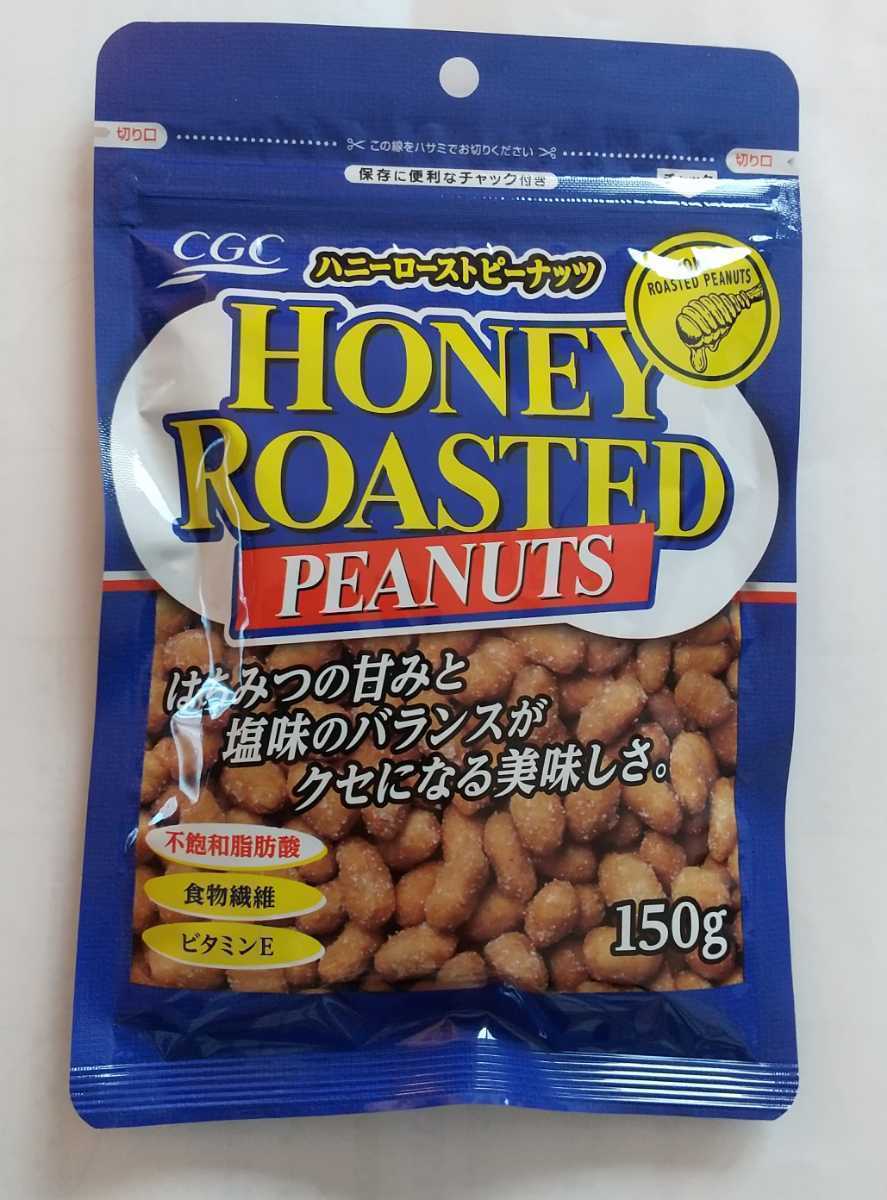 切り口
この線をハサミでお切りください
切り口
保存に便利なチャック付き
チャック
CGC
ハニーローストピーナッツ
ROASTED PEANUTS
HONEY
ROASTED
PEANUTS
はちみつの甘みと
塩味のバランスが
クセになる美味しさ。
不飽和脂肪酸
食物繊維
ビタミンE
150g